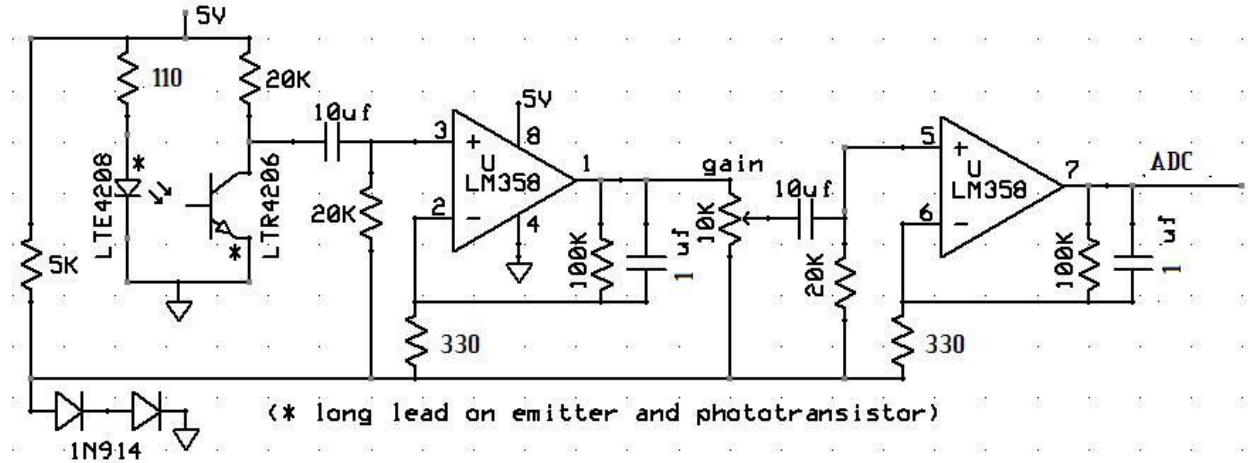 5V
110
20K
10uf
5V
3
+
8
U
LM358
1
2
-
4
gain
10uf
5
+
U
LM358
7
ADC
6
-
*
LTE4208
*
LTR4206
20K
5K
100K
1 uf
10K
20K
100K
1 uf
330
330
(* long lead on emitter and phototransistor)
1N914